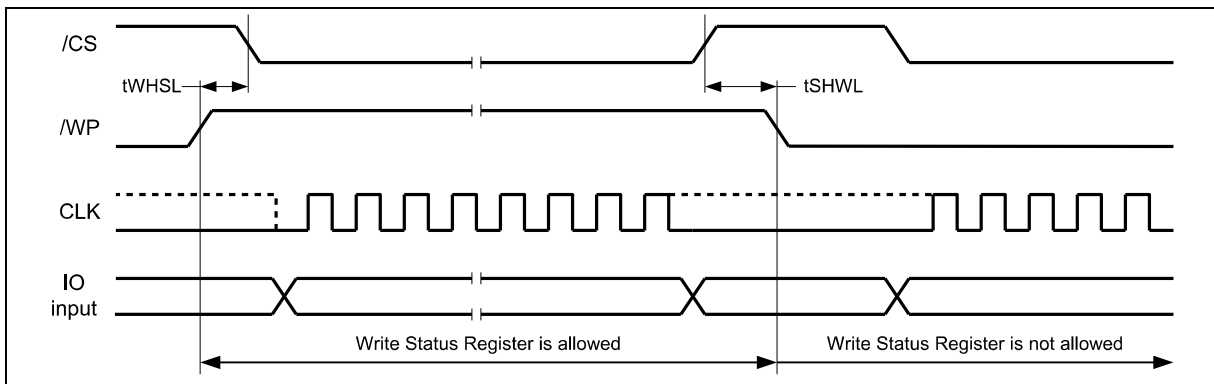 /CS
tWHSL
tSHWL
/WP
CLK
IO
input
Write Status Register is allowed
Write Status Register is not allowed